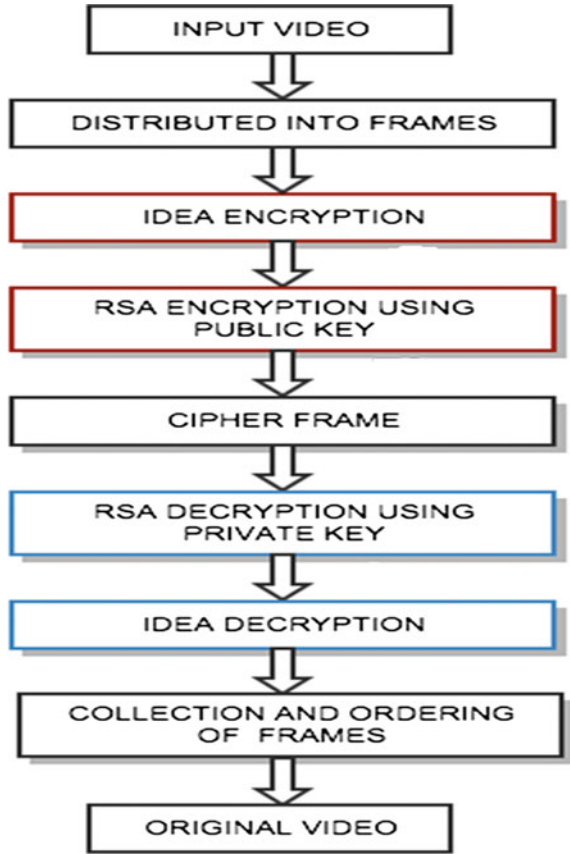 INPUT VIDEO
DISTRIBUTED INTO FRAMES
IDEA ENCRYPTION
RSA ENCRYPTION USING
PUBLIC KEY
CIPHER FRAME
RSA DECRYPTION USING
PRIVATE KEY
IDEA DECRYPTION
COLLECTION AND ORDERING
OF FRAMES
ORIGINAL VIDEO